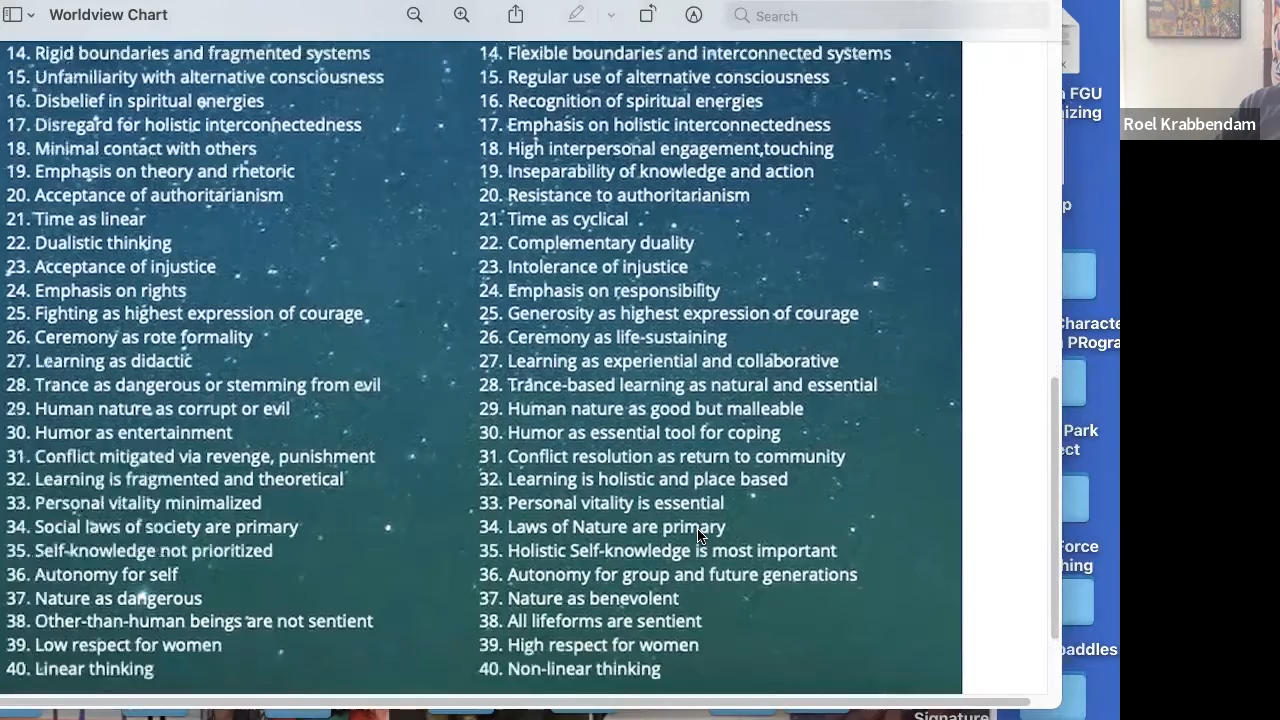 Worldview Chart
Search
14. Rigid boundaries and fragmented systems
15. Unfamiliarity with alternative consciousness
16. Disbelief in spiritual energies
17. Disregard for holistic interconnectedness
18. Minimal contact with others
19. Emphasis on theory and rhetoric
20. Acceptance of authoritarianism
21. Time as linear
22. Dualistic thinking
23. Acceptance of injustice
24. Emphasis on rights
25. Fighting as highest expression of courage
26. Ceremony as rote formality
27. Learning as didactic
28. Trance as dangerous or stemming from evil
29. Human nature as corrupt or evil
30. Humor as entertainment
31. Conflict mitigated via revenge, punishment
32. Learning is fragmented and theoretical
33. Personal vitality minimalized
34. Social laws of society are primary
35. Self-knowledge not prioritized
36. Autonomy for self
37. Nature as dangerous
38. Other-than-human beings are not sentient
39. Low respect for women
40. Linear thinking
14. Flexible boundaries and interconnected systems
15. Regular use of alternative consciousness
16. Recognition of spiritual energies
17. Emphasis on holistic interconnectedness
18. High interpersonal engagement,touching
19. Inseparability of knowledge and action
20. Resistance to authoritarianism
21. Time as cyclical
22. Complementary duality
23. Intolerance of injustice
24. Emphasis on responsibility
25. Generosity as highest expression of courage
26. Ceremony as life-sustaining
27. Learning as experiential and collaborative
28. Trance-based learning as natural and essential
29. Human nature as good but malleable
30. Humor as essential tool for coping
31. Conflict resolution as return to community
32. Learning is holistic and place based
33. Personal vitality is essential
34. Laws of Nature are primary
35. Holistic Self-knowledge is most important
36. Autonomy for group and future generations
37. Nature as benevolent
38. All lifeforms are sentient
39. High respect for women
40. Non-linear thinking
FGU
izing
Characte
PRogra
Park
ect
Force
hing
paddles
Signature
Roel Krabbendam